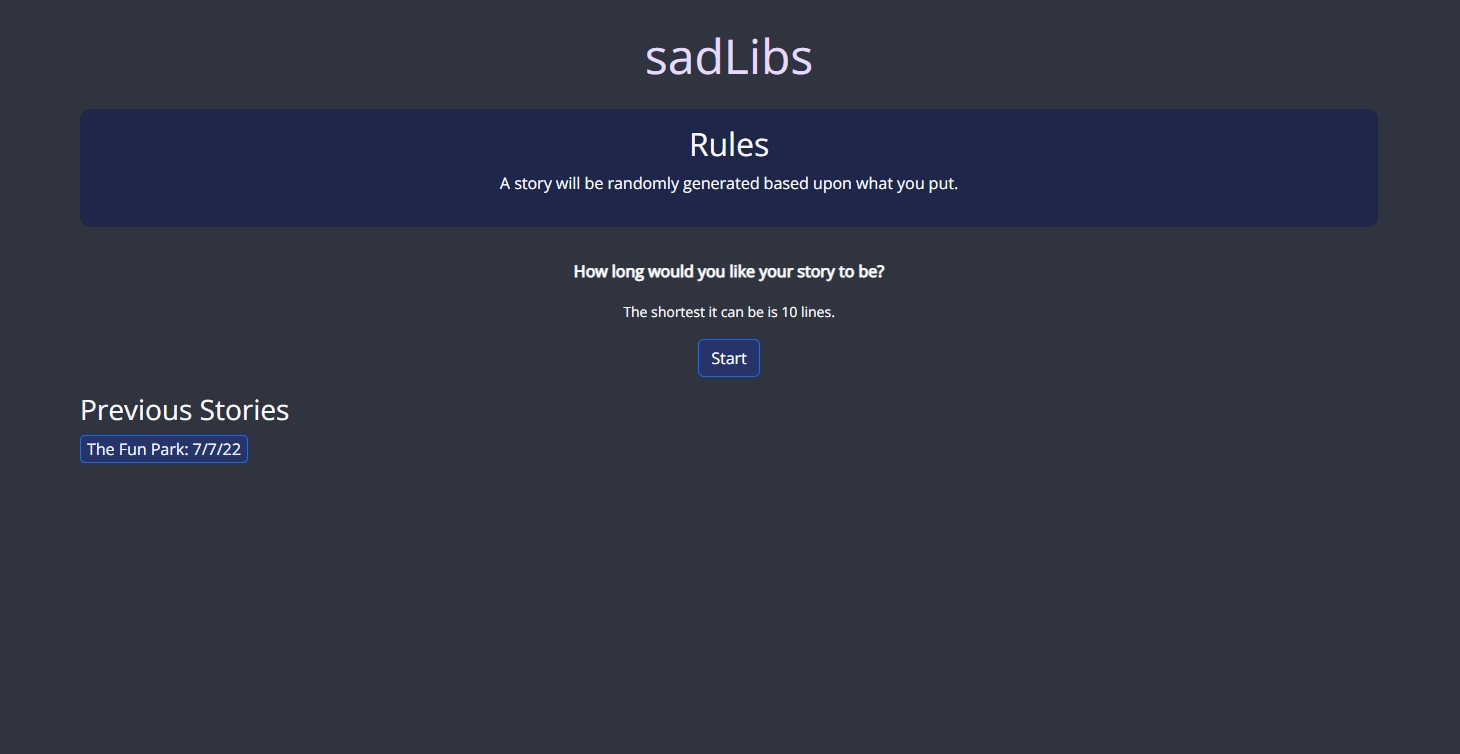 sadLibs
Rules
A story will be randomly generated based upon what you put.
How long would you like your story to be?
The shortest it can be is 10 lines.
Start
Previous Stories
The Fun Park: 7/7/22